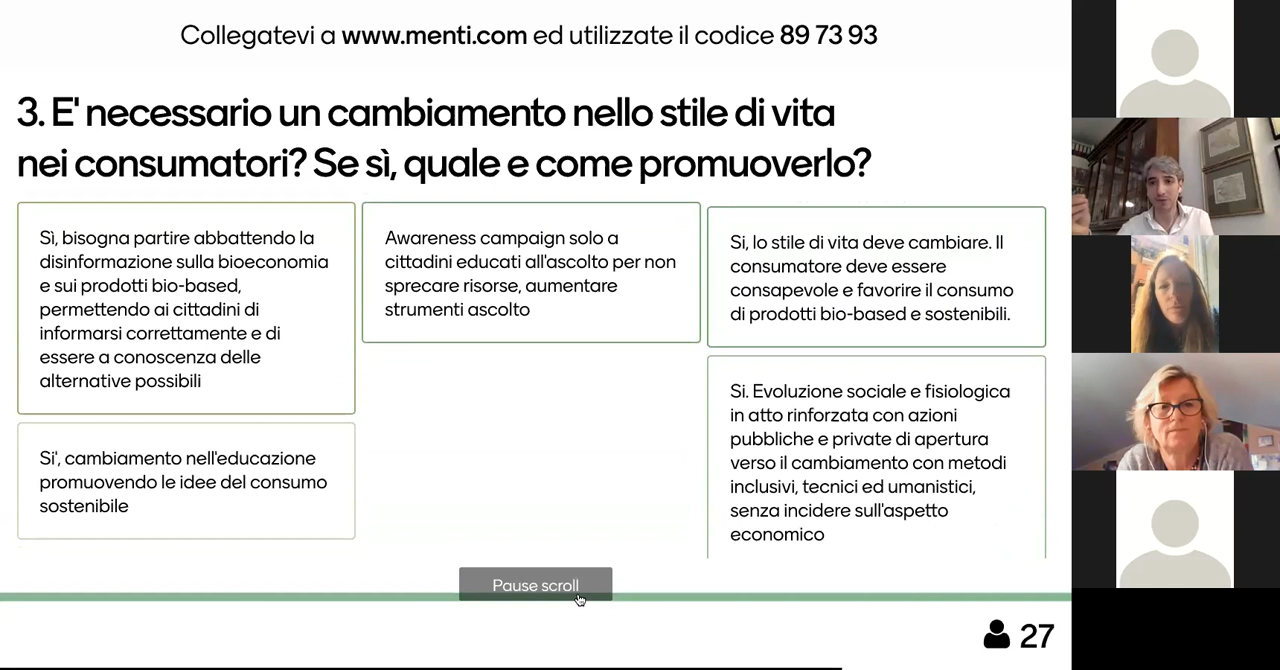 Collegatevi a www.menti.com ed utilizzate il codice 89 73 93
3. E' necessario un cambiamento nello stile di vita
nei consumatori? Se sì, quale e come promuoverlo?
Sì, bisogna partire abbattendo la
disinformazione sulla bioeconomia
e sui prodotti bio-based,
permettendo ai cittadini di
informarsi correttamente e di
essere a conoscenza delle
alternative possibili
Si', cambiamento nell'educazione
promuovendo le idee del consumo
sostenibile
Awareness campaign solo a
cittadini educati all'ascolto per non
sprecare risorse, aumentare
strumenti ascolto
Si, lo stile di vita deve cambiare. Il
consumatore deve essere
consapevole e favorire il consumo
di prodotti bio-based e sostenibili.
Si. Evoluzione sociale e fisiologica
in atto rinforzata con azioni
pubbliche e private di apertura
verso il cambiamento con metodi
inclusivi, tecnici ed umanistici,
senza incidere sull'aspetto
economico
Pause scroll
27